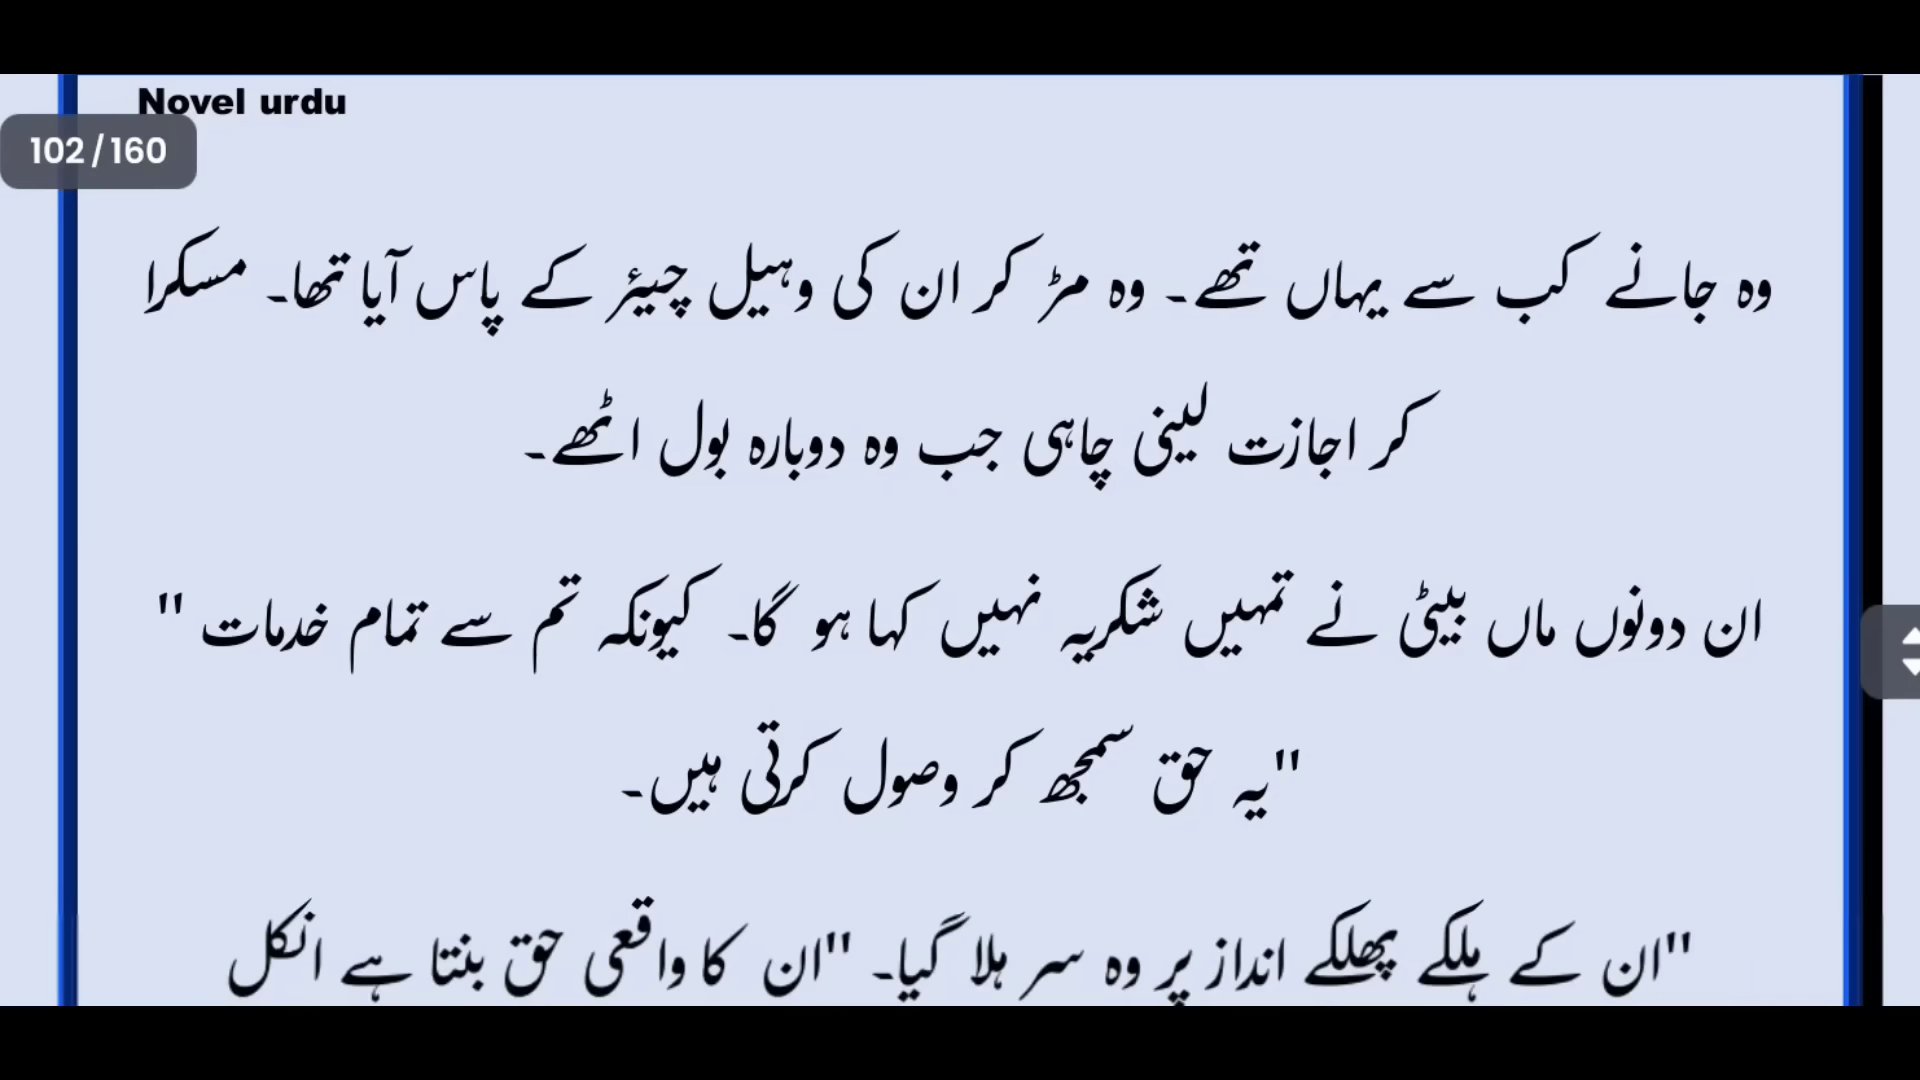 Novel urdu
102/160
وہ جانے کب سے یہاں تھے۔ وہ مڑ کر ان کی وہیل چیئر کے پاس آیا تھا۔ مسکرا
کر اجازت لینی چاہی جب وہ دوبارہ بول اٹھے۔
ان دونوں ماں بیٹی نے تمہیں شکریہ نہیں کہا ہو گا۔ کیونکہ تم سے تمام خدمات "
"یہ حق سمجھ کر وصول کرتی ہیں۔
"ان کے ہلکے پھلکے انداز پر وہ سر ہلا گیا۔ "ان کا واقعی حق بنتا ہے انکل